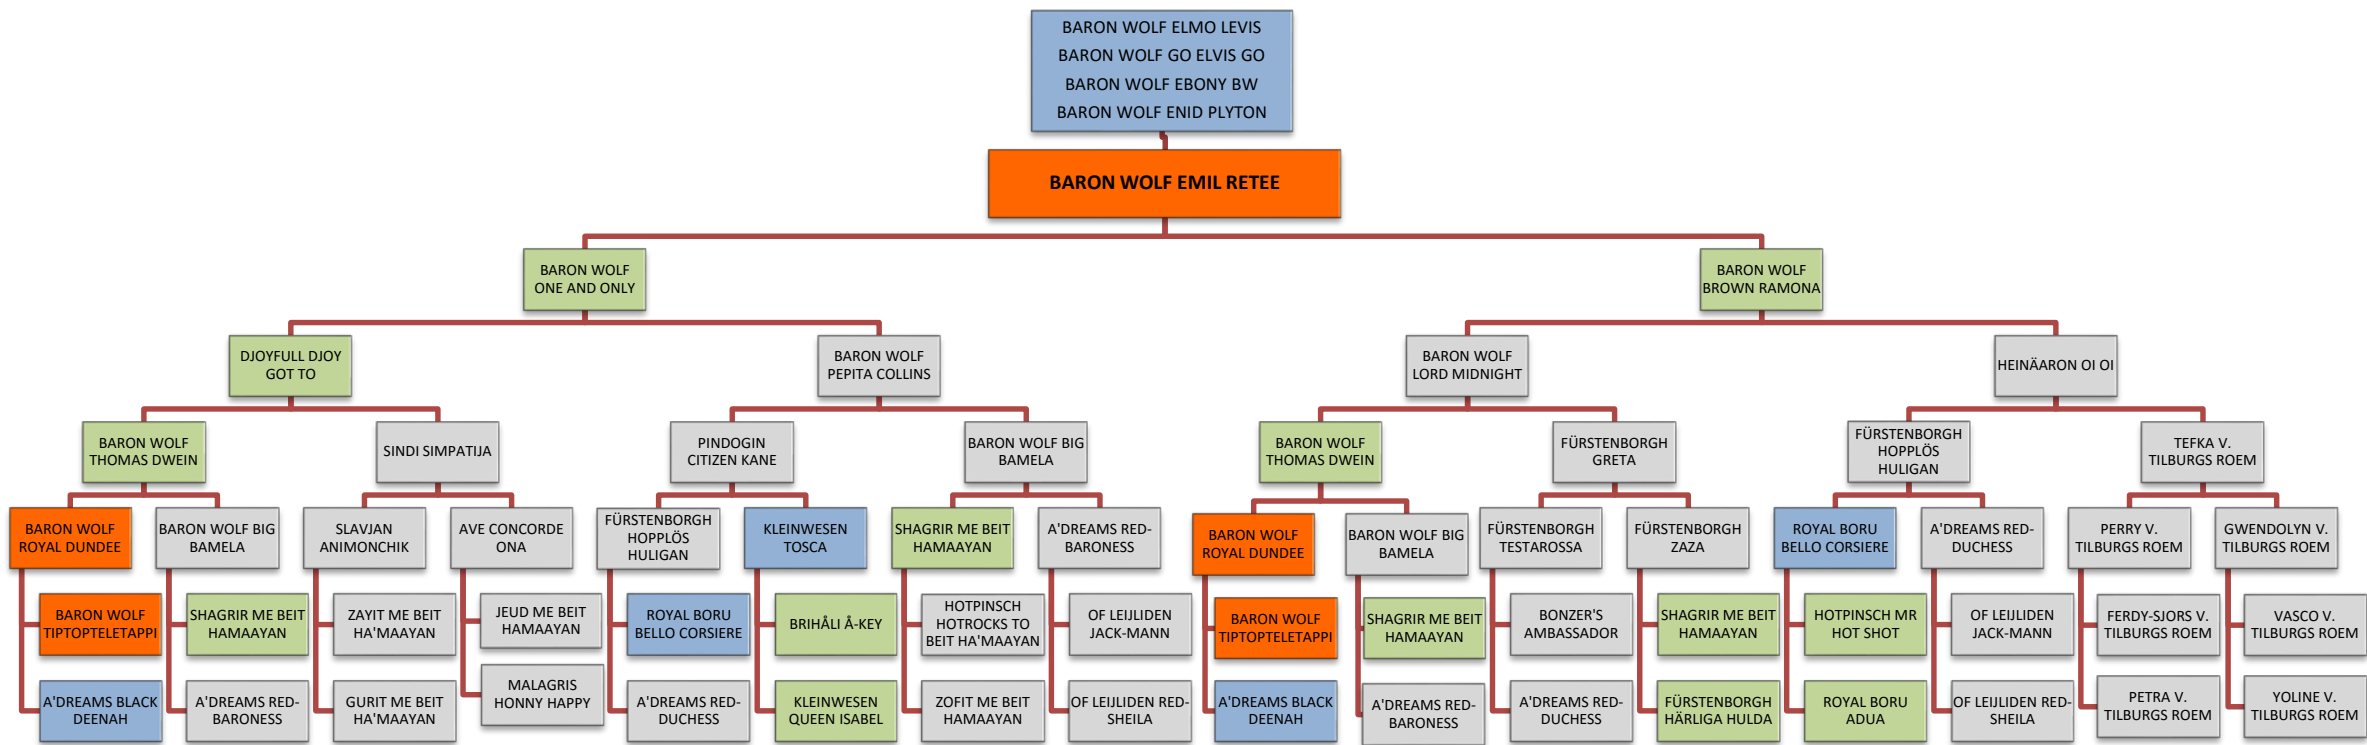 BARON WOLF ELMO LEVIS
BARON WOLF GO ELVIS GO
BARON WOLF EBONY BW
BARON WOLF ENID PLYTON
BARON WOLF EMIL RETEE
BARON WOLF
ONE AND ONLY
BARON WOLF
BROWN RAMONA
DJOYFULL DJOY
GOT TO
BARON WOLF
PEPITA COLLINS
BARON WOLF
LORD MIDNIGHT
HEINÄARON OI OI
BARON WOLF
THOMAS DWEIN
SINDI SIMPATIJA
PINDOGIN
CITIZEN KANE
BARON WOLF BIG
BAMELA
BARON WOLF
THOMAS DWEIN
FÜRSTENBORGH
GRETA
FÜRSTENBORGH
HOPPLÖS
HULIGAN
TEFKA V.
TILBURGS ROEM
BARON WOLF
ROYAL DUNDEE
BARON WOLF BIG
BAMELA
SLAVJAN
ANIMONCHIK
AVE CONCORDE
ONA
FÜRSTENBORGH
HOPPLÖS
HULIGAN
KLEINWESEN
TOSCA
SHAGRIR ME BEIT
HAMAAYAN
A'DREAMS RED-
BARONESS
BARON WOLF
ROYAL DUNDEE
BARON WOLF BIG
BAMELA
FÜRSTENBORGH
TESTAROSSA
FÜRSTENBORGH
ZAZA
ROYAL BORU
BELLO CORSIERE
A'DREAMS RED-
DUCHESS
PERRY V.
TILBURGS ROEM
GWENDOLYN V.
TILBURGS ROEM
BARON WOLF
TIPTOPTELETAPPI
SHAGRIR ME BEIT
HAMAAYAN
ZAYIT ME BEIT
HA'MAAYAN
JEUD ME BEIT
HAMAAYAN
ROYAL BORU
BELLO CORSIERE
BRIHÅLI Å-KEY
HOTPINSCH
HOTROCKS TO
BEIT HA'MAAYAN
OF LEIJLIDEN
JACK-MANN
BARON WOLF
TIPTOPTELETAPPI
SHAGRIR ME BEIT
HAMAAYAN
BONZER'S
AMBASSADOR
SHAGRIR ME BEIT
HAMAAYAN
HOTPINSCH MR
HOT SHOT
OF LEIJLIDEN
JACK-MANN
FERDY-SJORS V.
TILBURGS ROEM
VASCO V.
TILBURGS ROEM
A'DREAMS BLACK
DEENAH
A'DREAMS RED-
BARONESS
GURIT ME BEIT
HA'MAAYAN
MALAGRIS
HONNY HAPPY
A'DREAMS RED-
DUCHESS
KLEINWESEN
QUEEN ISABEL
ZOFIT ME BEIT
HAMAAYAN
OF LEIJLIDEN RED-
SHEILA
A'DREAMS BLACK
DEENAH
A'DREAMS RED-
BARONESS
A'DREAMS RED-
DUCHESS
FÜRSTENBORGH
HÄRLIGA HULDA
ROYAL BORU
ADUA
OF LEIJLIDEN RED-
SHEILA
PETRA V.
TILBURGS ROEM
YOLINE V.
TILBURGS ROEM